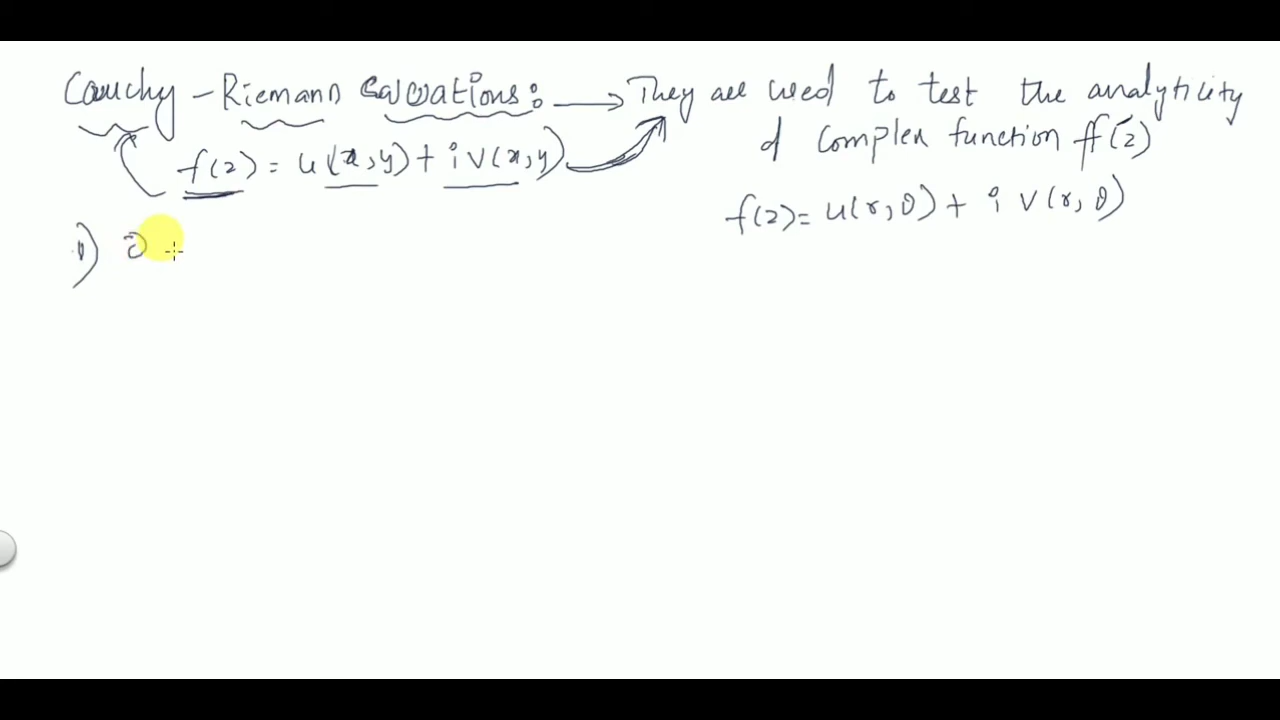 Cauchy - Riemann Equations: → They are used to test the analyticity
of complex function f(z)
f(z) = u(x,y) + i v(x,y)
f(z) = u(r,θ) + i v(r,θ)
1) ∂